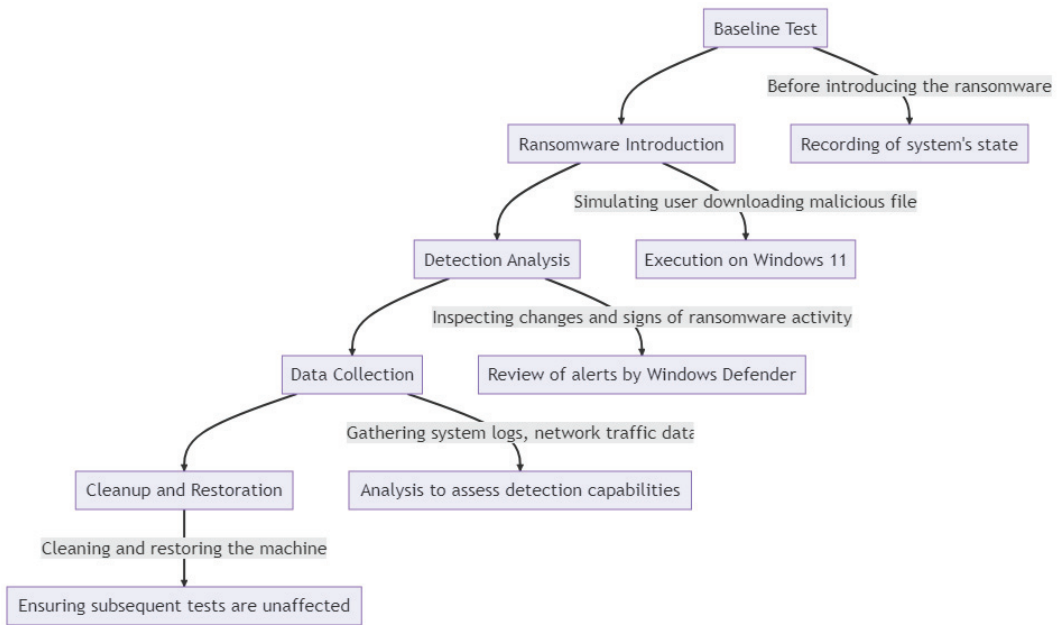 Baseline Test
Before introducing the ransomware
Ransomware Introduction
Recording of system's state
Simulating user downloading malicious file
Detection Analysis
Execution on Windows 11
Inspecting changes and signs of ransomware activity
Data Collection
Review of alerts by Windows Defender
Gathering system logs, network traffic data
Cleanup and Restoration
Analysis to assess detection capabilities
Cleaning and restoring the machine
Ensuring subsequent tests are unaffected